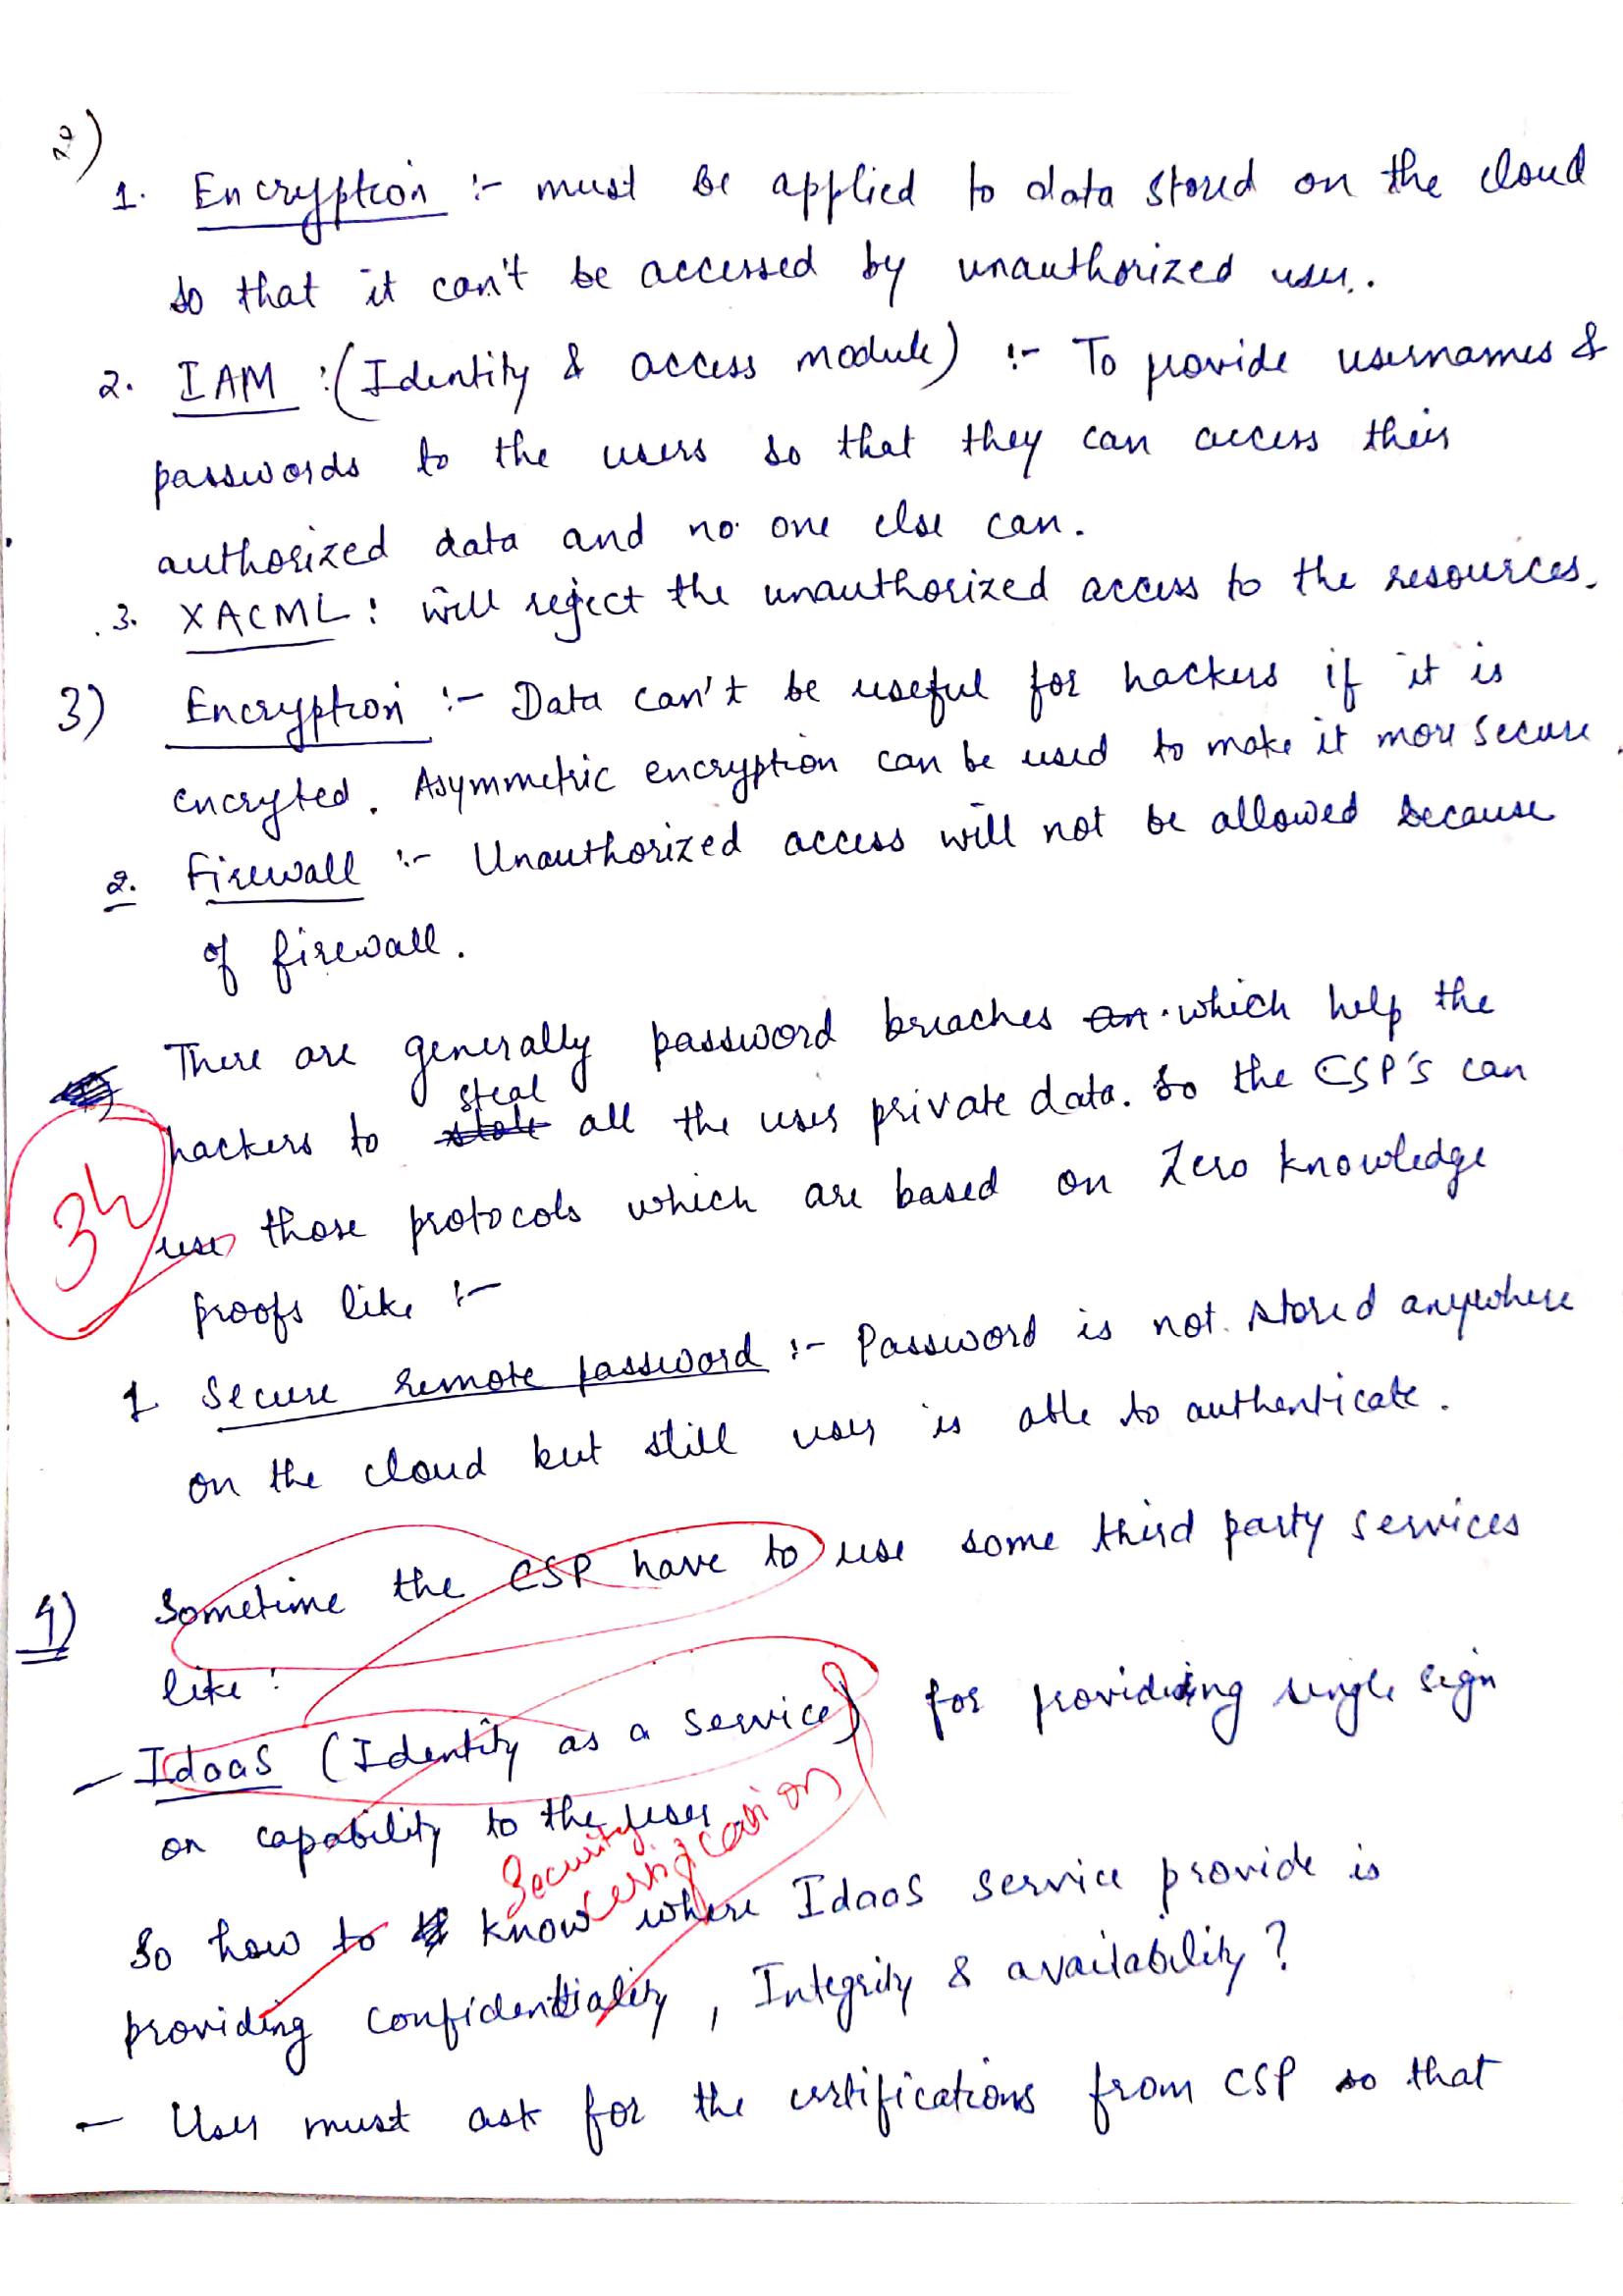 2)
1. Encryption :- must be applied to data stored on the cloud
so that it can't be accessed by unauthorized user.
2. IAM :(Identity & access module) :- To provide usernames &
passwords to the users so that they can access their
authorized data and no one else can.
3. XACML : will reject the unauthorized access to the resources.
3) Encryption :- Data can't be useful for hackers if it is
encryted. Asymmetric encryption can be used to make it more secure.
2. Firewall :- Unauthorized access will not be allowed because
of firewall.
There are generally password breaches an which help the
steal
hackers to stole all the user private data. So the CSP's can
34
use those protocols which are based on Zero knowledge
proofs like :-
1 Secure remote password :- Password is not stored anywhere
on the cloud but still user is able to authenticate.
4) Sometime the CSP have to use some third party services
like :
- IdaaS (Identity as a service) for providing single sign
on capability to the user
Security certifications
So how to know where IdaaS service provide is
providing confidentiality, Integrity & availability?
- User must ask for the certifications from CSP so that